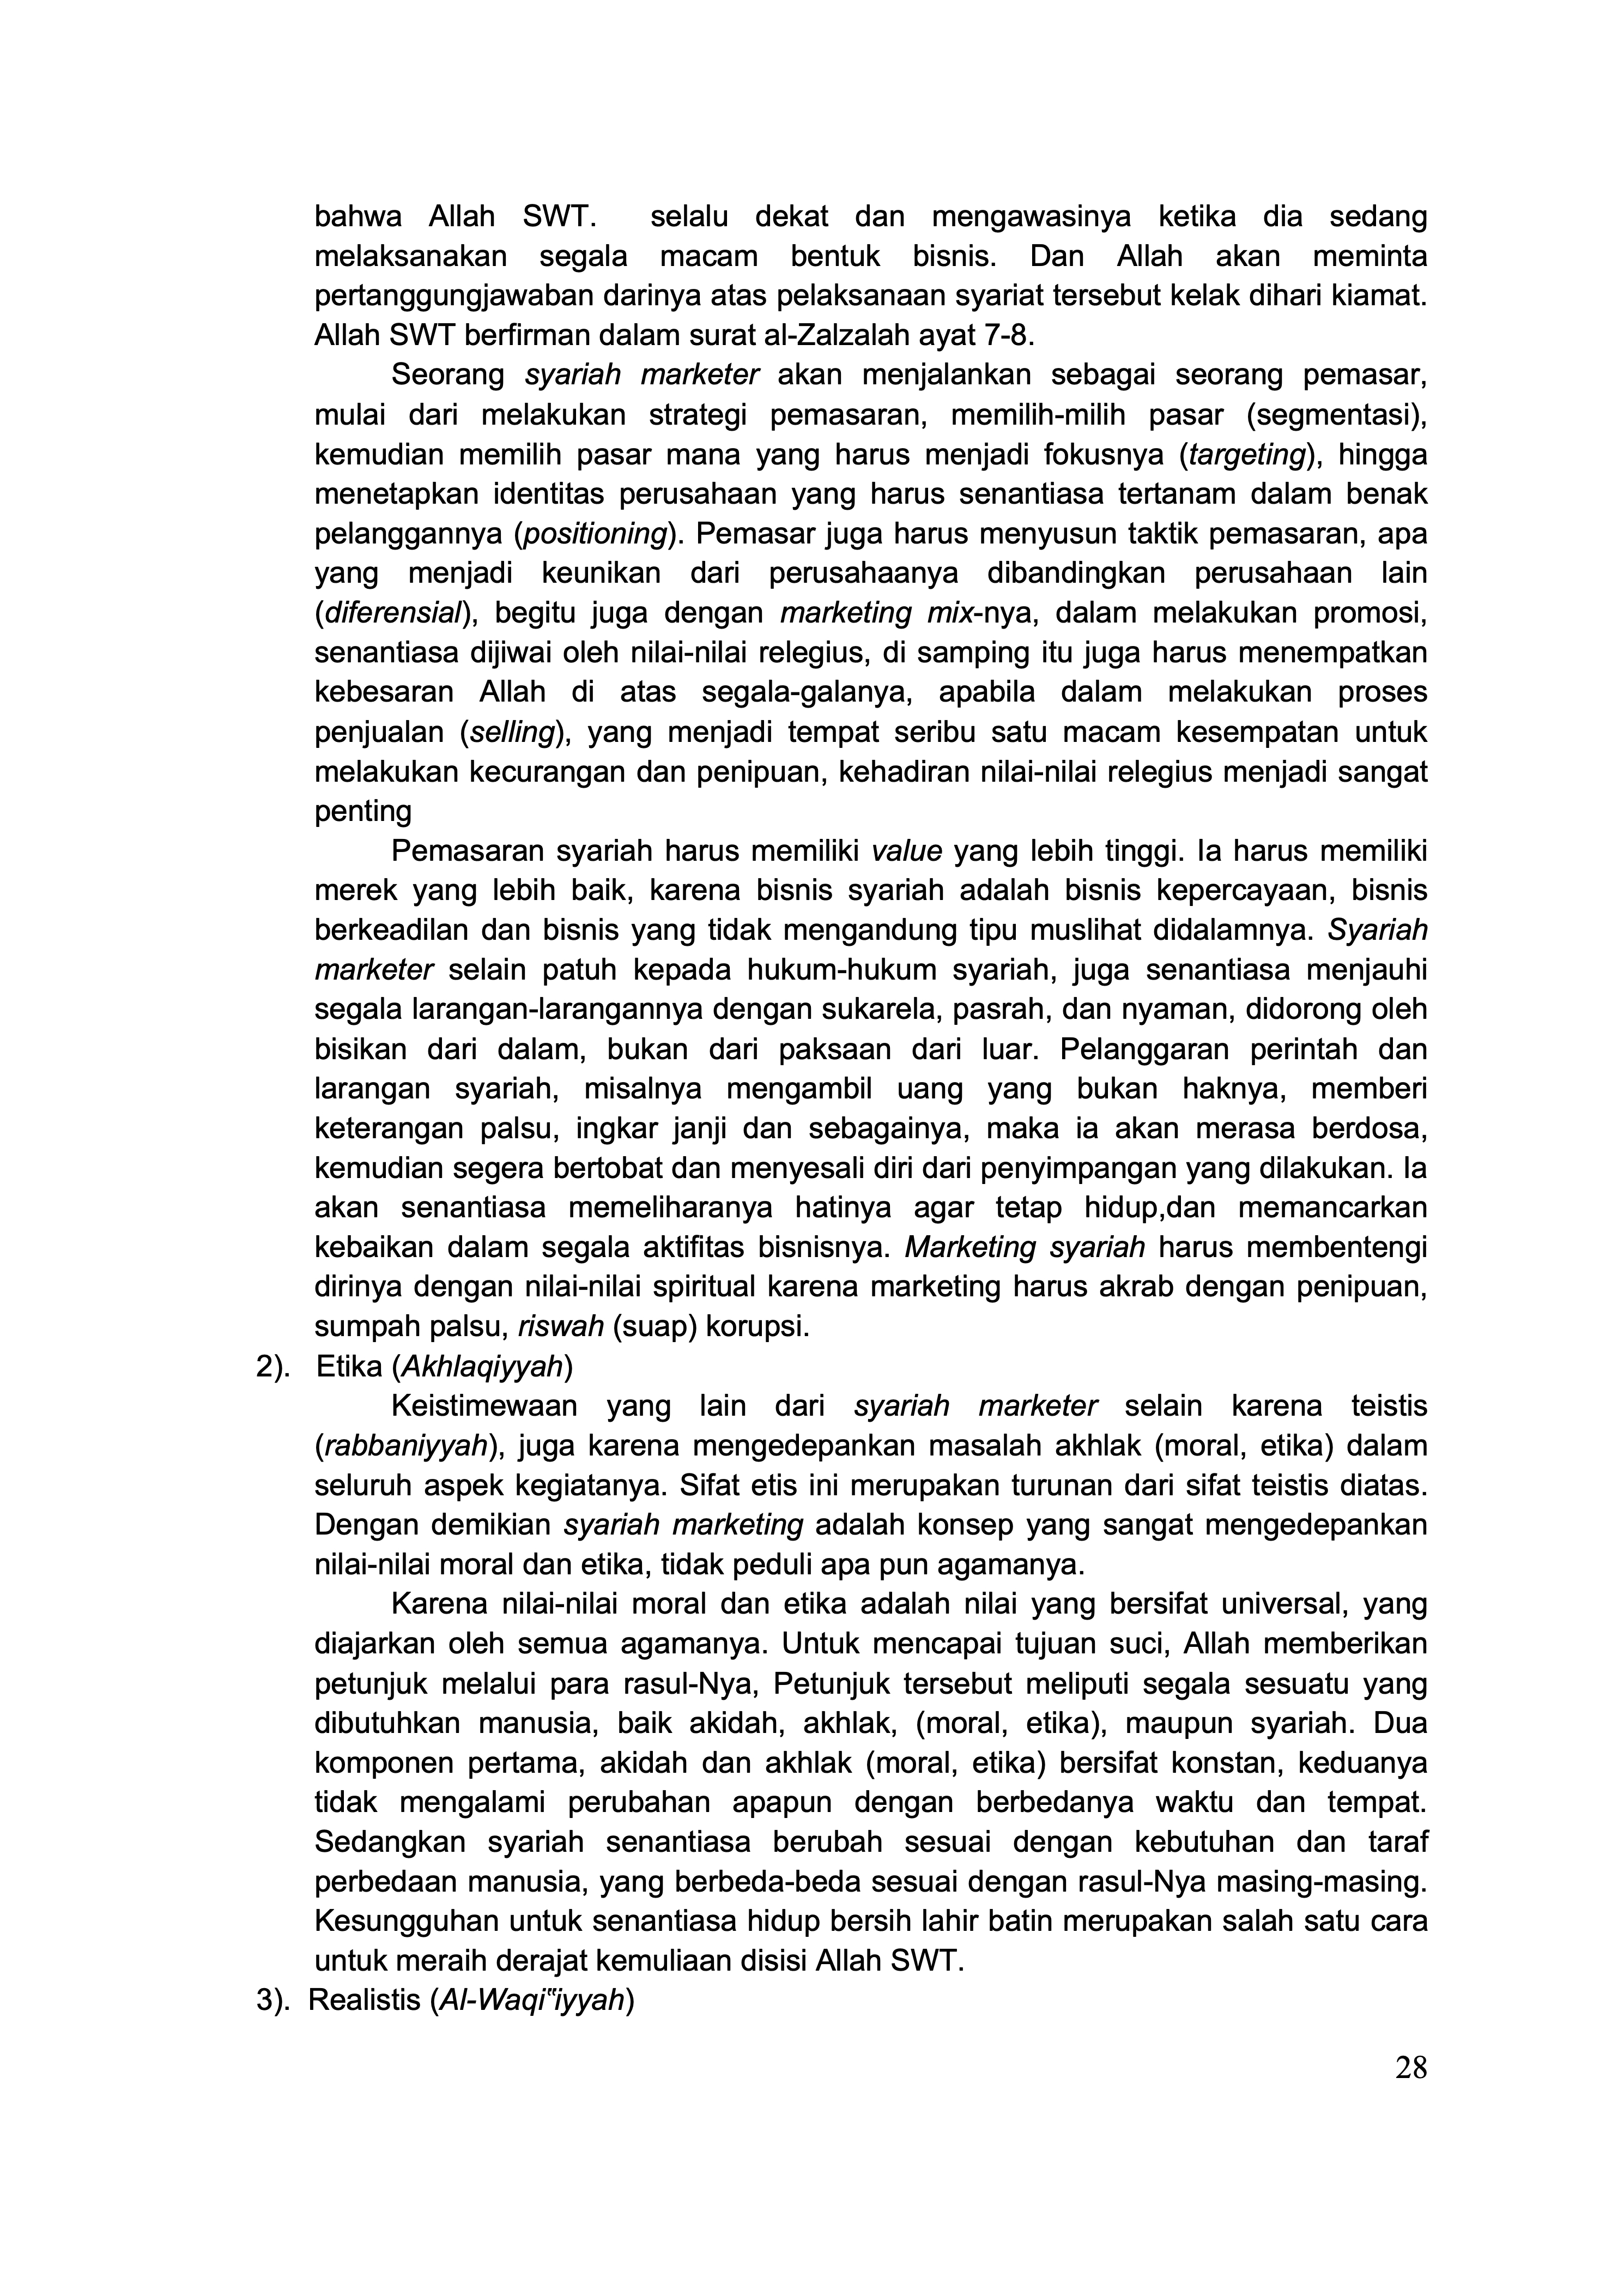 bahwa Allah SWT. selalu dekat dan mengawasinya ketika dia sedang
melaksanakan segala macam bentuk bisnis. Dan Allah akan meminta
pertanggungjawaban darinya atas pelaksanaan syariat tersebut kelak dihari kiamat.
Allah SWT berfirman dalam surat al-Zalzalah ayat 7-8.
Seorang syariah marketer akan menjalankan sebagai seorang pemasar,
mulai dari melakukan strategi pemasaran, memilih-milih pasar (segmentasi),
kemudian memilih pasar mana yang harus menjadi fokusnya (targeting), hingga
menetapkan identitas perusahaan yang harus senantiasa tertanam dalam benak
pelanggannya (positioning). Pemasar juga harus menyusun taktik pemasaran, apa
yang menjadi keunikan dari perusahaanya dibandingkan perusahaan lain
(diferensial), begitu juga dengan marketing mix-nya, dalam melakukan promosi,
senantiasa dijiwai oleh nilai-nilai relegius, di samping itu juga harus menempatkan
kebesaran Allah di atas segala-galanya, apabila dalam melakukan proses
penjualan (selling), yang menjadi tempat seribu satu macam kesempatan untuk
melakukan kecurangan dan penipuan, kehadiran nilai-nilai relegius menjadi sangat
penting
Pemasaran syariah harus memiliki value yang lebih tinggi. Ia harus memiliki
merek yang lebih baik, karena bisnis syariah adalah bisnis kepercayaan, bisnis
berkeadilan dan bisnis yang tidak mengandung tipu muslihat didalamnya. Syariah
marketer selain patuh kepada hukum-hukum syariah, juga senantiasa menjauhi
segala larangan-larangannya dengan sukarela, pasrah, dan nyaman, didorong oleh
bisikan dari dalam, bukan dari paksaan dari luar. Pelanggaran perintah dan
larangan syariah, misalnya mengambil uang yang bukan haknya, memberi
keterangan palsu, ingkar janji dan sebagainya, maka ia akan merasa berdosa,
kemudian segera bertobat dan menyesali diri dari penyimpangan yang dilakukan. Ia
akan senantiasa memeliharanya hatinya agar tetap hidup,dan memancarkan
kebaikan dalam segala aktifitas bisnisnya. Marketing syariah harus membentengi
dirinya dengan nilai-nilai spiritual karena marketing harus akrab dengan penipuan,
sumpah palsu, riswah (suap) korupsi.
2). Etika (Akhlaqiyyah)
Keistimewaan yang lain dari syariah marketer selain karena teistis
(rabbaniyyah), juga karena mengedepankan masalah akhlak (moral, etika) dalam
seluruh aspek kegiatanya. Sifat etis ini merupakan turunan dari sifat teistis diatas.
Dengan demikian syariah marketing adalah konsep yang sangat mengedepankan
nilai-nilai moral dan etika, tidak peduli apa pun agamanya.
Karena nilai-nilai moral dan etika adalah nilai yang bersifat universal, yang
diajarkan oleh semua agamanya. Untuk mencapai tujuan suci, Allah memberikan
petunjuk melalui para rasul-Nya, Petunjuk tersebut meliputi segala sesuatu yang
dibutuhkan manusia, baik akidah, akhlak, (moral, etika), maupun syariah. Dua
komponen pertama, akidah dan akhlak (moral, etika) bersifat konstan, keduanya
tidak mengalami perubahan apapun dengan berbedanya waktu dan tempat.
Sedangkan syariah senantiasa berubah sesuai dengan kebutuhan dan taraf
perbedaan manusia, yang berbeda-beda sesuai dengan rasul-Nya masing-masing.
Kesungguhan untuk senantiasa hidup bersih lahir batin merupakan salah satu cara
untuk meraih derajat kemuliaan disisi Allah SWT.
3). Realistis (Al-Waqi‟iyyah)
28